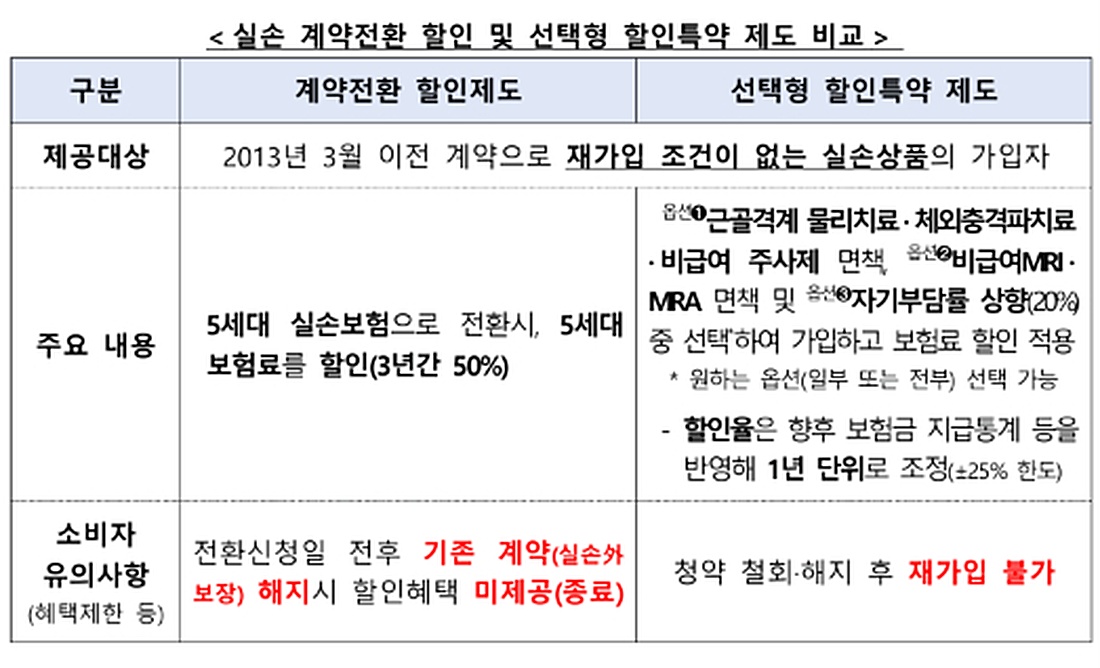 < 실손 계약전환 할인 및 선택형 할인특약 제도 비교 >
구분
계약전환 할인제도
선택형 할인특약 제도
제공대상
2013년 3월 이전 계약으로 재가입 조건이 없는 실손상품의 가입자
주요 내용
5세대 실손보험으로 전환시, 5세대
보험료를 할인(3년간 50%)
옵션❶근골격계 물리치료·체외충격파치료
·비급여 주사제 면책, 옵션❷비급여MRI·
MRA 면책 및 옵션❸자기부담률 상향(20%)
중 선택*하여 가입하고 보험료 할인 적용
* 원하는 옵션(일부 또는 전부) 선택 가능
- 할인율은 향후 보험금 지급통계 등을
반영해 1년 단위로 조정(±25% 한도)
소비자
유의사항
(혜택제한 등)
전환신청일 전후 기존 계약(실손外
보장) 해지시 할인혜택 미제공(종료)
청약 철회·해지 후 재가입 불가